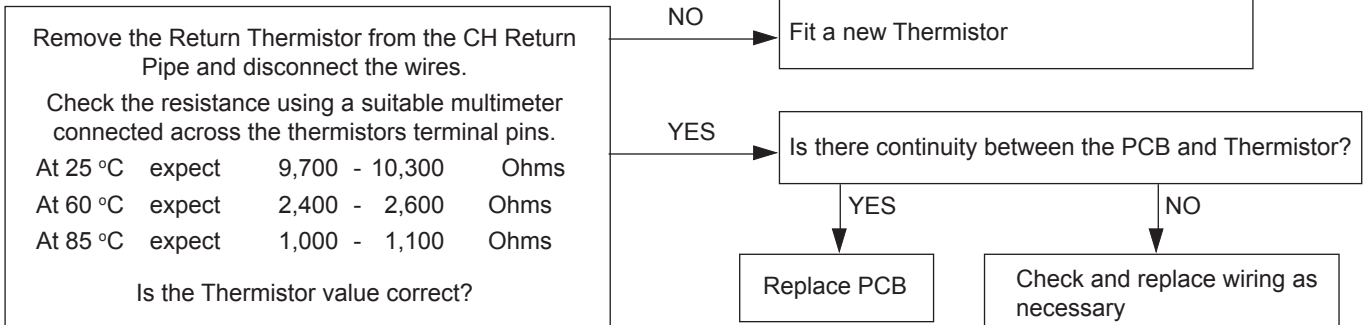 Remove the Return Thermistor from the CH Return
Pipe and disconnect the wires.
Check the resistance using a suitable multimeter
connected across the thermistors terminal pins.
At 25 °C expect 9,700 - 10,300 Ohms
At 60 °C expect 2,400 - 2,600 Ohms
At 85 °C expect 1,000 - 1,100 Ohms
Is the Thermistor value correct?
NO
Fit a new Thermistor
YES
Is there continuity between the PCB and Thermistor?
YES
NO
Replace PCB
Check and replace wiring as
necessary